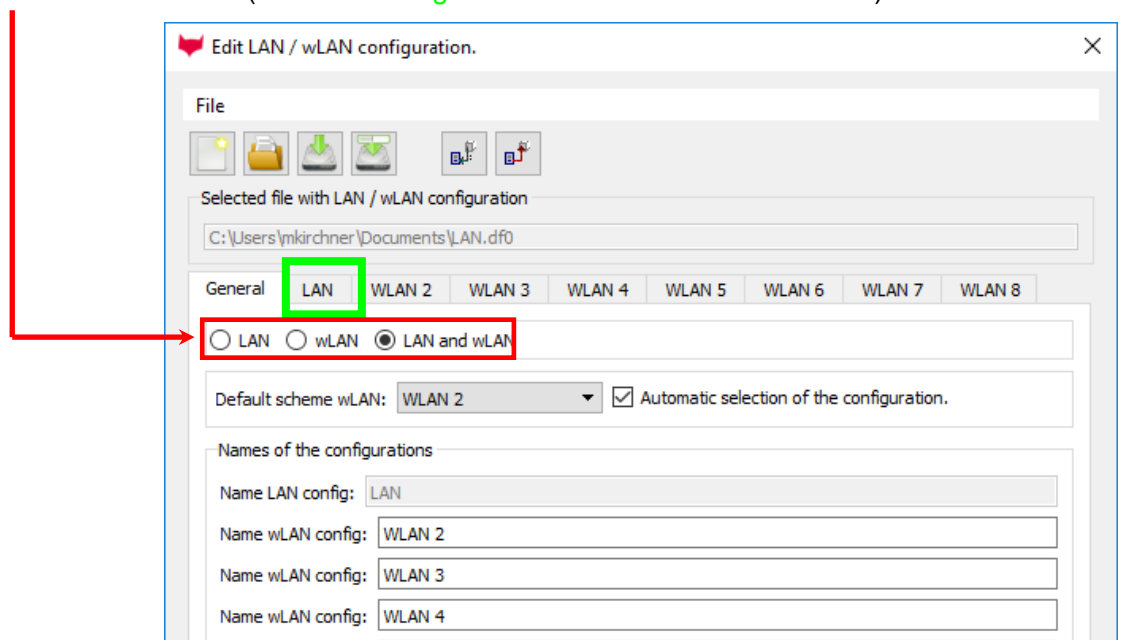 Edit LAN / wLAN configuration.
File
Selected file with LAN / wLAN configuration
C:\Users\mkirchner\Documents\LAN.df0
General LAN WLAN 2 WLAN 3 WLAN 4 WLAN 5 WLAN 6 WLAN 7 WLAN 8
LAN wLAN LAN and wLAN
Default scheme wLAN: WLAN 2 Automatic selection of the configuration.
Names of the configurations
Name LAN config: LAN
Name wLAN config: WLAN 2
Name wLAN config: WLAN 3
Name wLAN config: WLAN 4